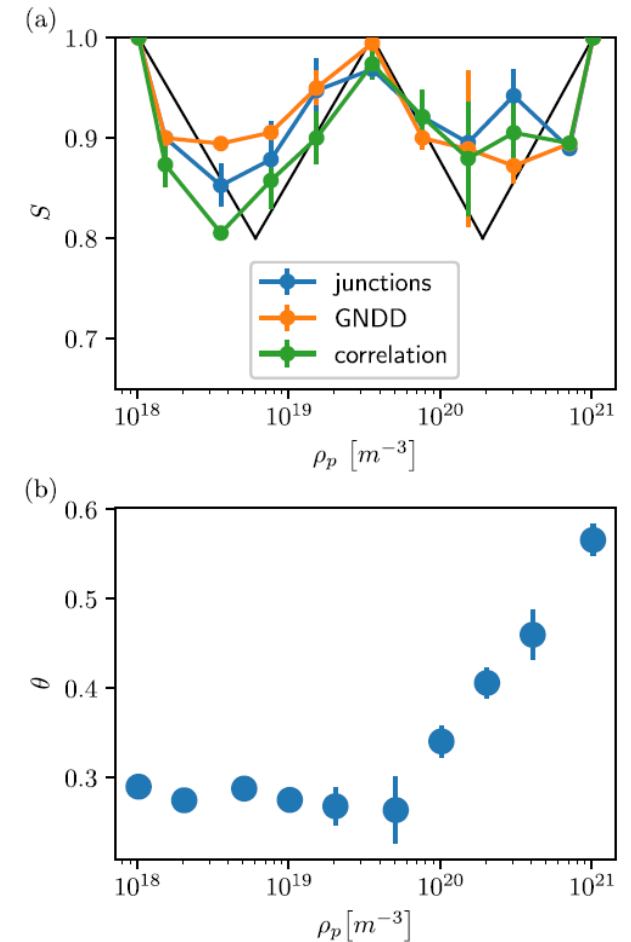 (a)
1.0
0.9
0.8
0.7
S
junctions
GNDD
correlation
10^18 10^19 10^20 10^21
ρ_p [m^−3]
(b)
0.6
0.5
0.4
0.3
θ
10^18 10^19 10^20 10^21
ρ_p[m^−3]